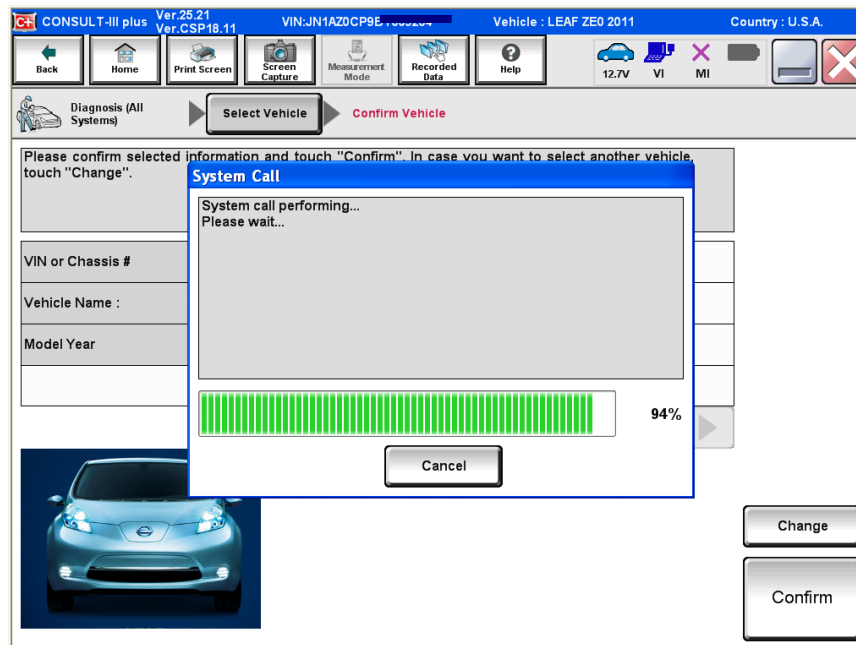 CONSULT-III plus
Ver.25.21
Ver.CSP18.11
VIN:JN1AZ0CP9B
Vehicle : LEAF ZE0 2011
Country : U.S.A.
Back
Home
Print Screen
Screen
Capture
Measurement
Mode
Recorded
Data
Help
12.7V
VI
MI
Diagnosis (All
Systems)
Select Vehicle
Confirm Vehicle
Please confirm selected information and touch "Confirm". In case you want to select another vehicle,
touch "Change".
System Call
System call performing...
Please wait...
VIN or Chassis #
Vehicle Name :
Model Year
94%
Cancel
Change
Confirm